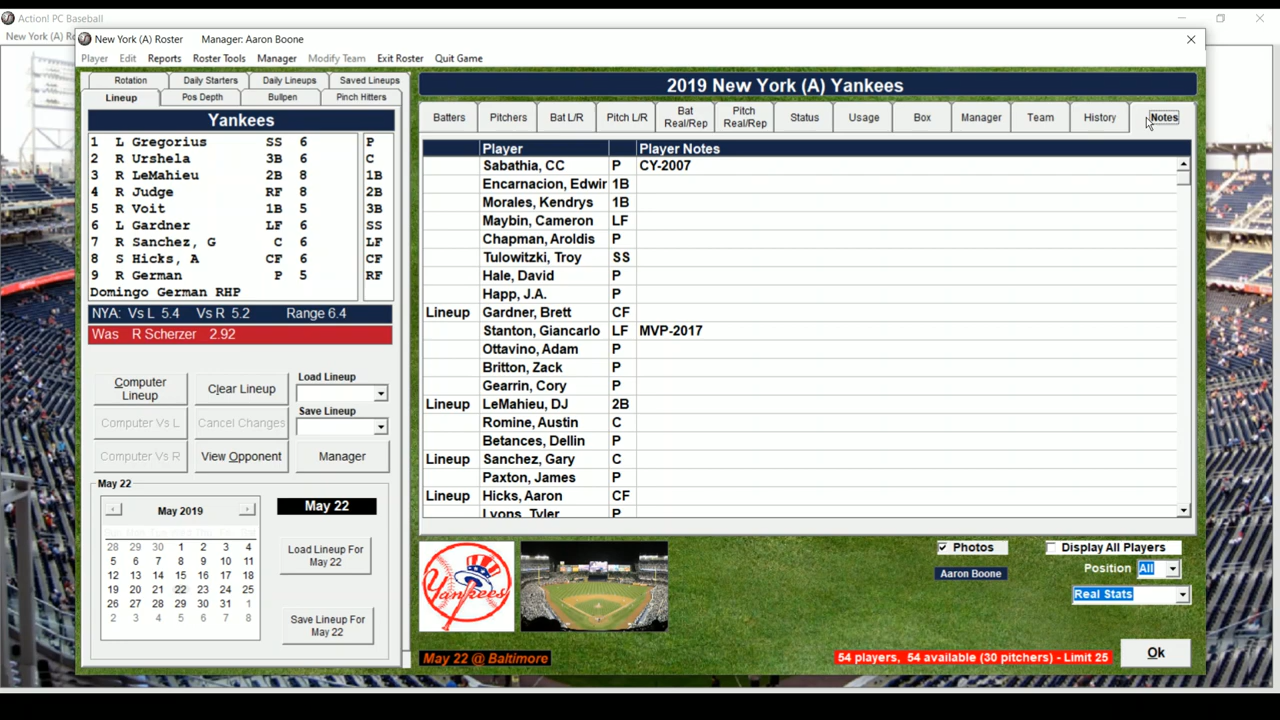 Action! PC Baseball
New York (A) Ro
New York (A) Roster Manager: Aaron Boone
Player Edit Reports Roster Tools Manager Modify Team Exit Roster Quit Game
Rotation Daily Starters Daily Lineups Saved Lineups
Lineup Pos Depth Bullpen Pinch Hitters
Yankees
1 L Gregorius SS 6 P
2 R Urshela 3B 6 C
3 R LeMahieu 2B 8 1B
4 R Judge RF 8 2B
5 R Voit 1B 5 3B
6 L Gardner LF 6 SS
7 R Sanchez, G C 6 LF
8 S Hicks, A CF 6 CF
9 R German P 5 RF
Domingo German RHP
NYA: Vs L 5.4 Vs R 5.2 Range 6.4
Was R Scherzer 2.92
Computer Lineup
Clear Lineup
Load Lineup
Computer Vs L
Cancel Changes
Save Lineup
Computer Vs R
View Opponent
Manager
May 22
May 2019
28 29 30 1 2 3 4
5 6 7 8 9 10 11
12 13 14 15 16 17 18
19 20 21 22 23 24 25
26 27 28 29 30 31 1
2 3 4 5 6 7 8
May 22
Load Lineup For
May 22
Save Lineup For
May 22
2019 New York (A) Yankees
Batters Pitchers Bat L/R Pitch L/R Bat Real/Rep Pitch Real/Rep Status Usage Box Manager Team History Notes
Player Player Notes
Sabathia, CC P CY-2007
Encarnacion, Edwin 1B
Morales, Kendrys 1B
Maybin, Cameron LF
Chapman, Aroldis P
Tulowitzki, Troy SS
Hale, David P
Happ, J.A. P
Lineup Gardner, Brett CF
Stanton, Giancarlo LF MVP-2017
Ottavino, Adam P
Britton, Zack P
Gearrin, Cory P
Lineup LeMahieu, DJ 2B
Romine, Austin C
Betances, Dellin P
Lineup Sanchez, Gary C
Paxton, James P
Lineup Hicks, Aaron CF
Lyons, Tyler P
Yankees
Photos
Display All Players
Aaron Boone
Position All
Real Stats
May 22 @ Baltimore
54 players, 54 available (30 pitchers) - Limit 25
Ok